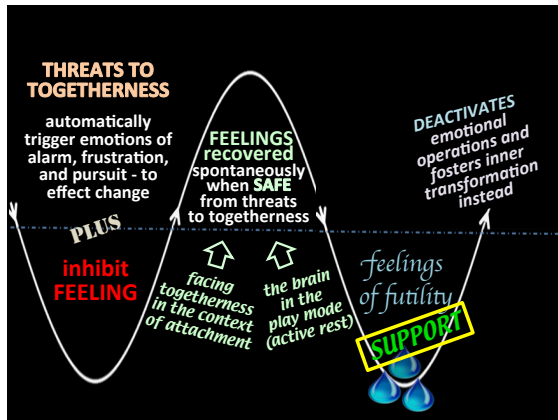 THREATS TO
TOGETHERNESS
automatically
trigger emotions of
alarm, frustration,
and pursuit - to
effect change
PLUS
inhibit
FEELING
FEELINGS
recovered
spontaneously
when SAFE
from threats
to togetherness
facing
togetherness
in the context
of attachment
the brain
in the
play mode
(active rest)
feelings
of futility
SUPPORT
DEACTIVATES
emotional
operations and
fosters inner
transformation
instead